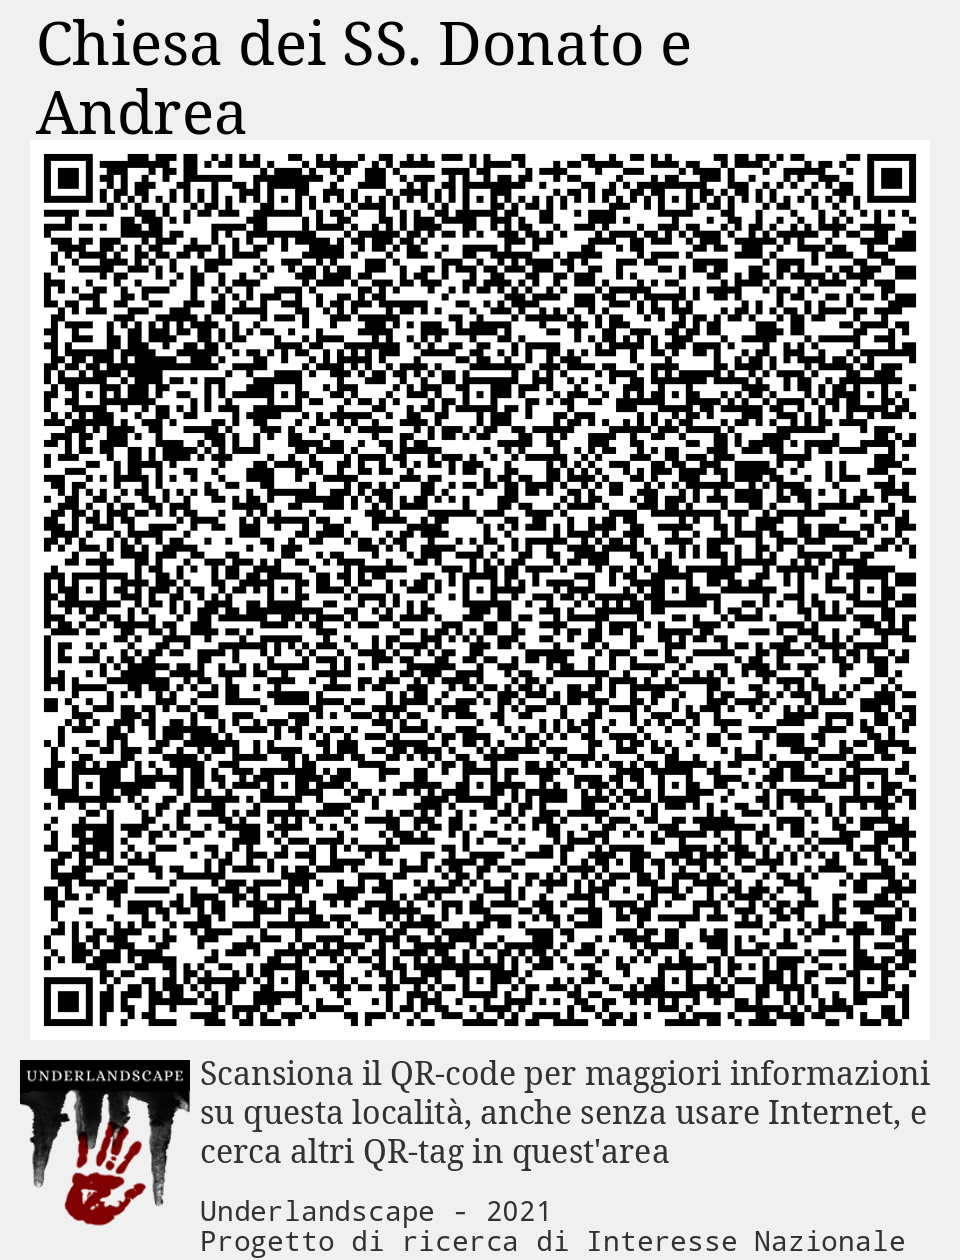 Chiesa dei SS. Donato e
Andrea
UNDERLANDSCAPE
Scansiona il QR-code per maggiori informazioni
su questa località, anche senza usare Internet, e
cerca altri QR-tag in quest'area
Underlandscape - 2021
Progetto di ricerca di Interesse Nazionale